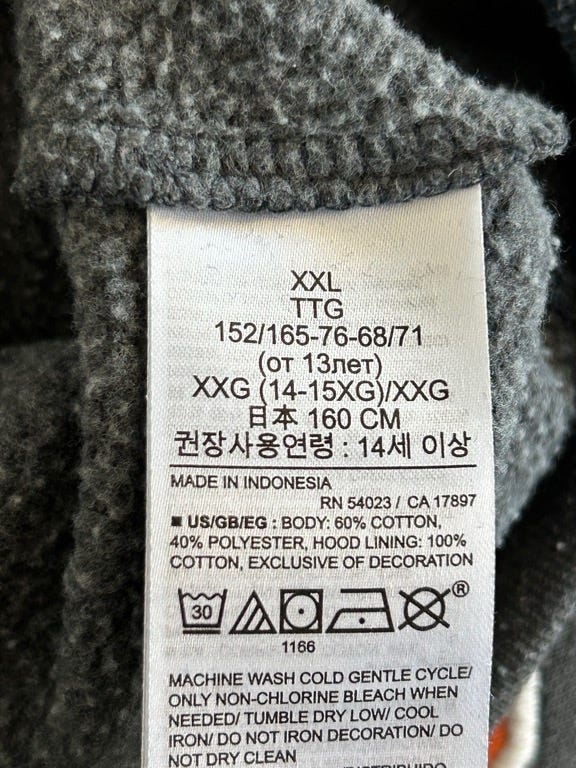 XXL
TTG
152/165-76-68/71
(от 13лет)
XXG (14-15XG)/XXG
日本 160 CM
권장사용연령 : 14세 이상
MADE IN INDONESIA
RN 54023 / CA 17897
■ US/GB/EG : BODY: 60% COTTON,
40% POLYESTER, HOOD LINING: 100%
COTTON, EXCLUSIVE OF DECORATION
30
®
1166
MACHINE WASH COLD GENTLE CYCLE/
ONLY NON-CHLORINE BLEACH WHEN
NEEDED/ TUMBLE DRY LOW/ COOL
IRON/ DO NOT IRON DECORATION/ DO
NOT DRY CLEAN